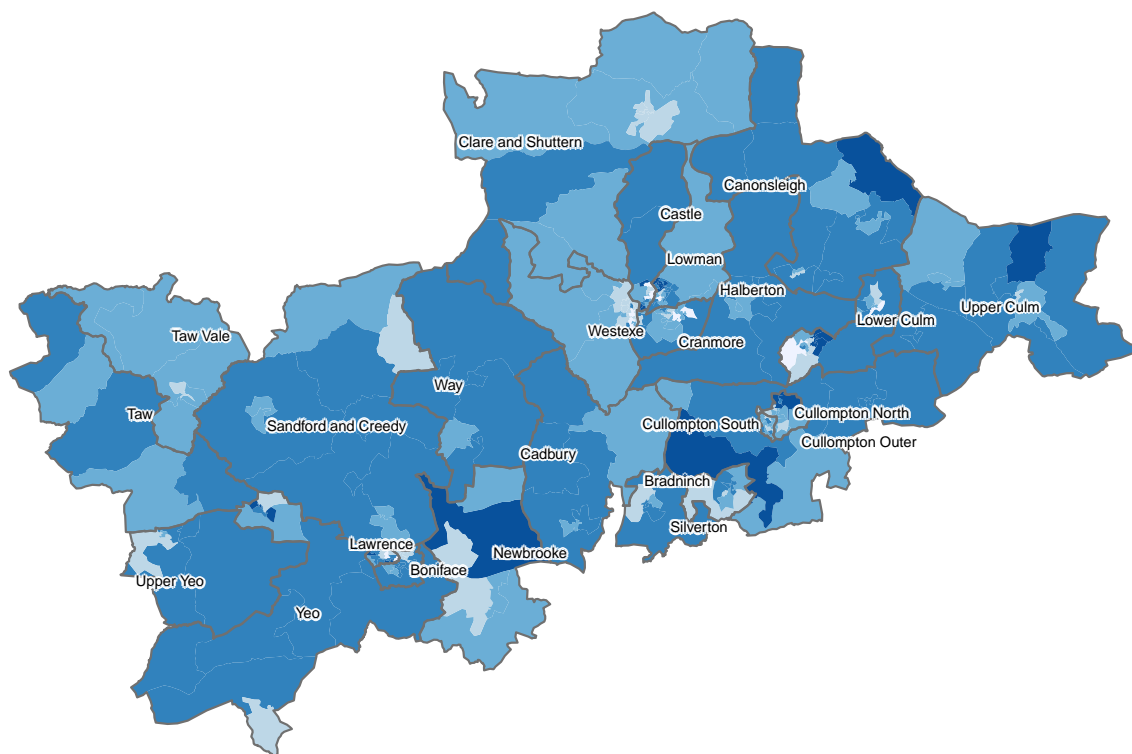 Clare and Shuttern
Canonsleigh
Castle
Lowman
Halberton
Upper Culm
Lower Culm
Westexe
Cranmore
Taw Vale
Way
Taw
Sandford and Creedy
Cullompton North
Cullompton South
Cullompton Outer
Cadbury
Bradninch
Silverton
Lawrence
Newbrooke
Boniface
Upper Yeo
Yeo